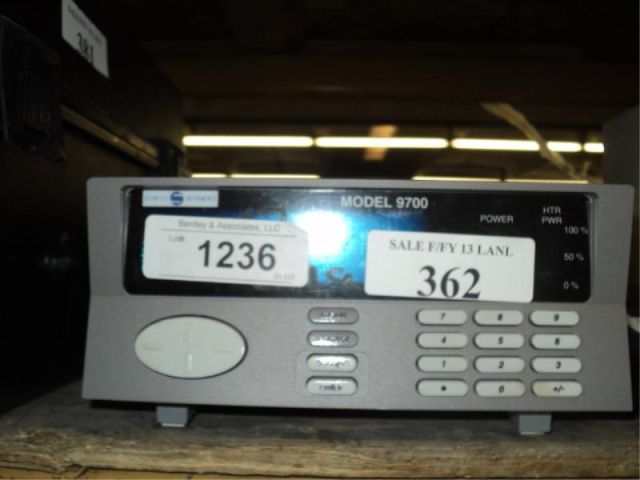 381
MODEL 9700
POWER
HTR
PWR
100 %
50 %
0 %
Bentley & Associates, LLC
Lot#:
1236
SALE F/FY 13 LANL
362
7 8 9
4 5 6
1 2 3
0 +/-